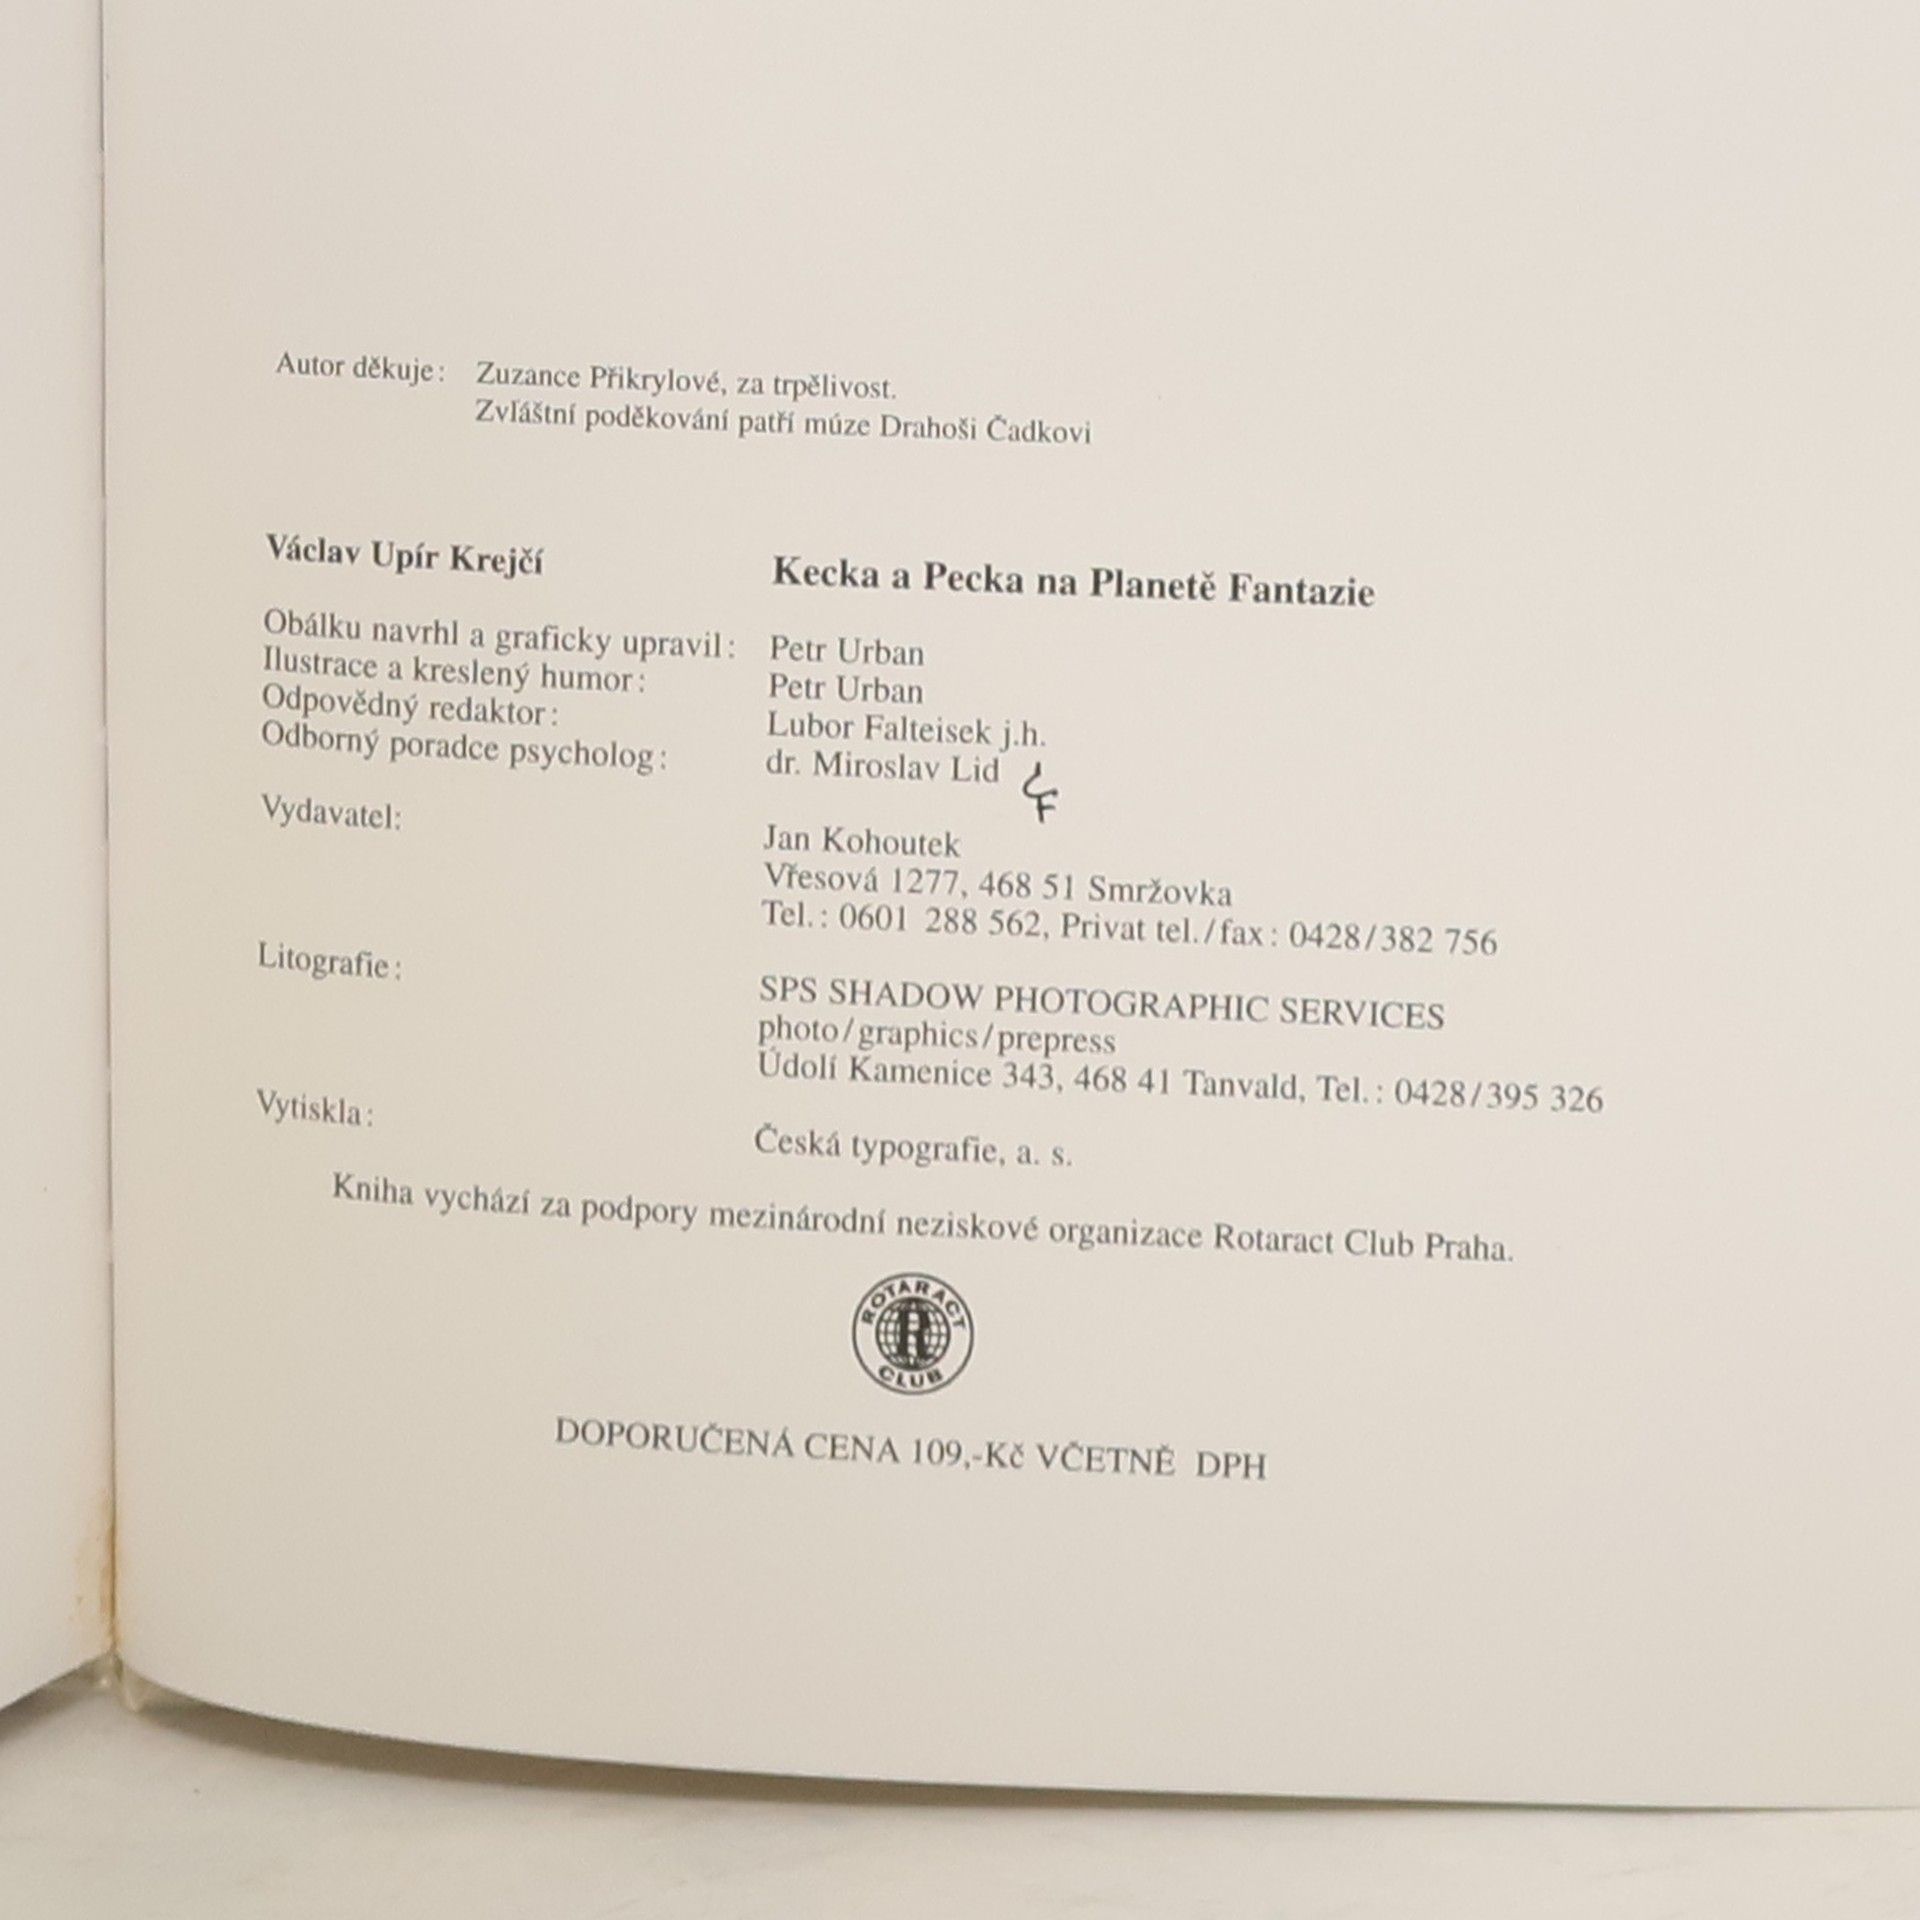 Autor děkuje: Zuzance Přikrylové, za trpělivost.
Zvláštní poděkování patří múze Drahoši Čadkovi
Václav Upír Krejčí Kecka a Pecka na Planetě Fantazie
Obálku navrhl a graficky upravil: Petr Urban
Ilustrace a kreslený humor: Petr Urban
Odpovědný redaktor: Lubor Falteisek j.h.
Odborný poradce psycholog: dr. Miroslav Lid
Vydavatel: Jan Kohoutek
Vřesová 1277, 468 51 Smržovka
Tel.: 0601 288 562, Privat tel./fax: 0428/382 756
Litografie: SPS SHADOW PHOTOGRAPHIC SERVICES
photo/graphics/prepress
Údolí Kamenice 343, 468 41 Tanvald, Tel.: 0428/395 326
Vytiskla: Česká typografie, a. s.
Kniha vychází za podpory mezinárodní neziskové organizace Rotaract Club Praha.
ROTARACT
R
CLUB
DOPORUČENÁ CENA 109,-Kč VČETNĚ DPH